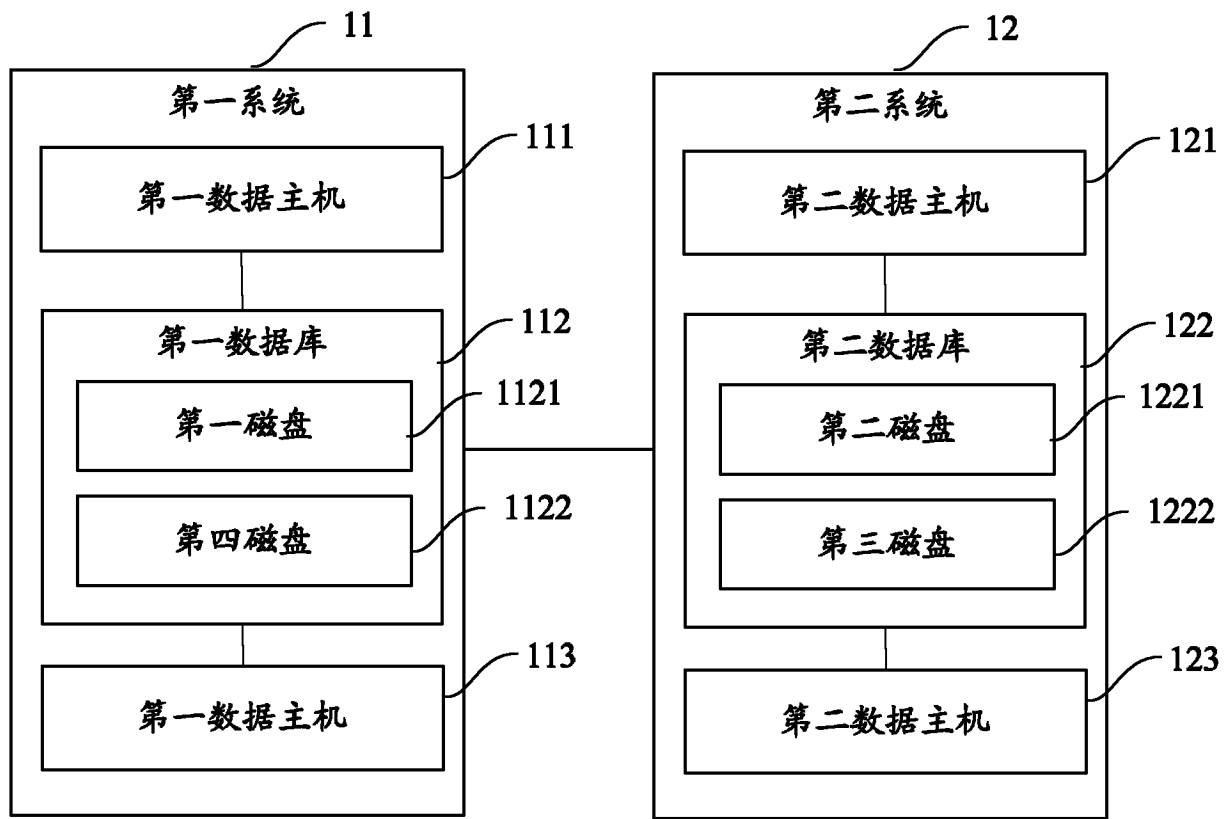 11
第一系统
111
第一数据主机
112
第一数据库
1121
第一磁盘
1122
第四磁盘
113
第一数据主机
12
第二系统
121
第二数据主机
122
第二数据库
1221
第二磁盘
1222
第三磁盘
123
第二数据主机